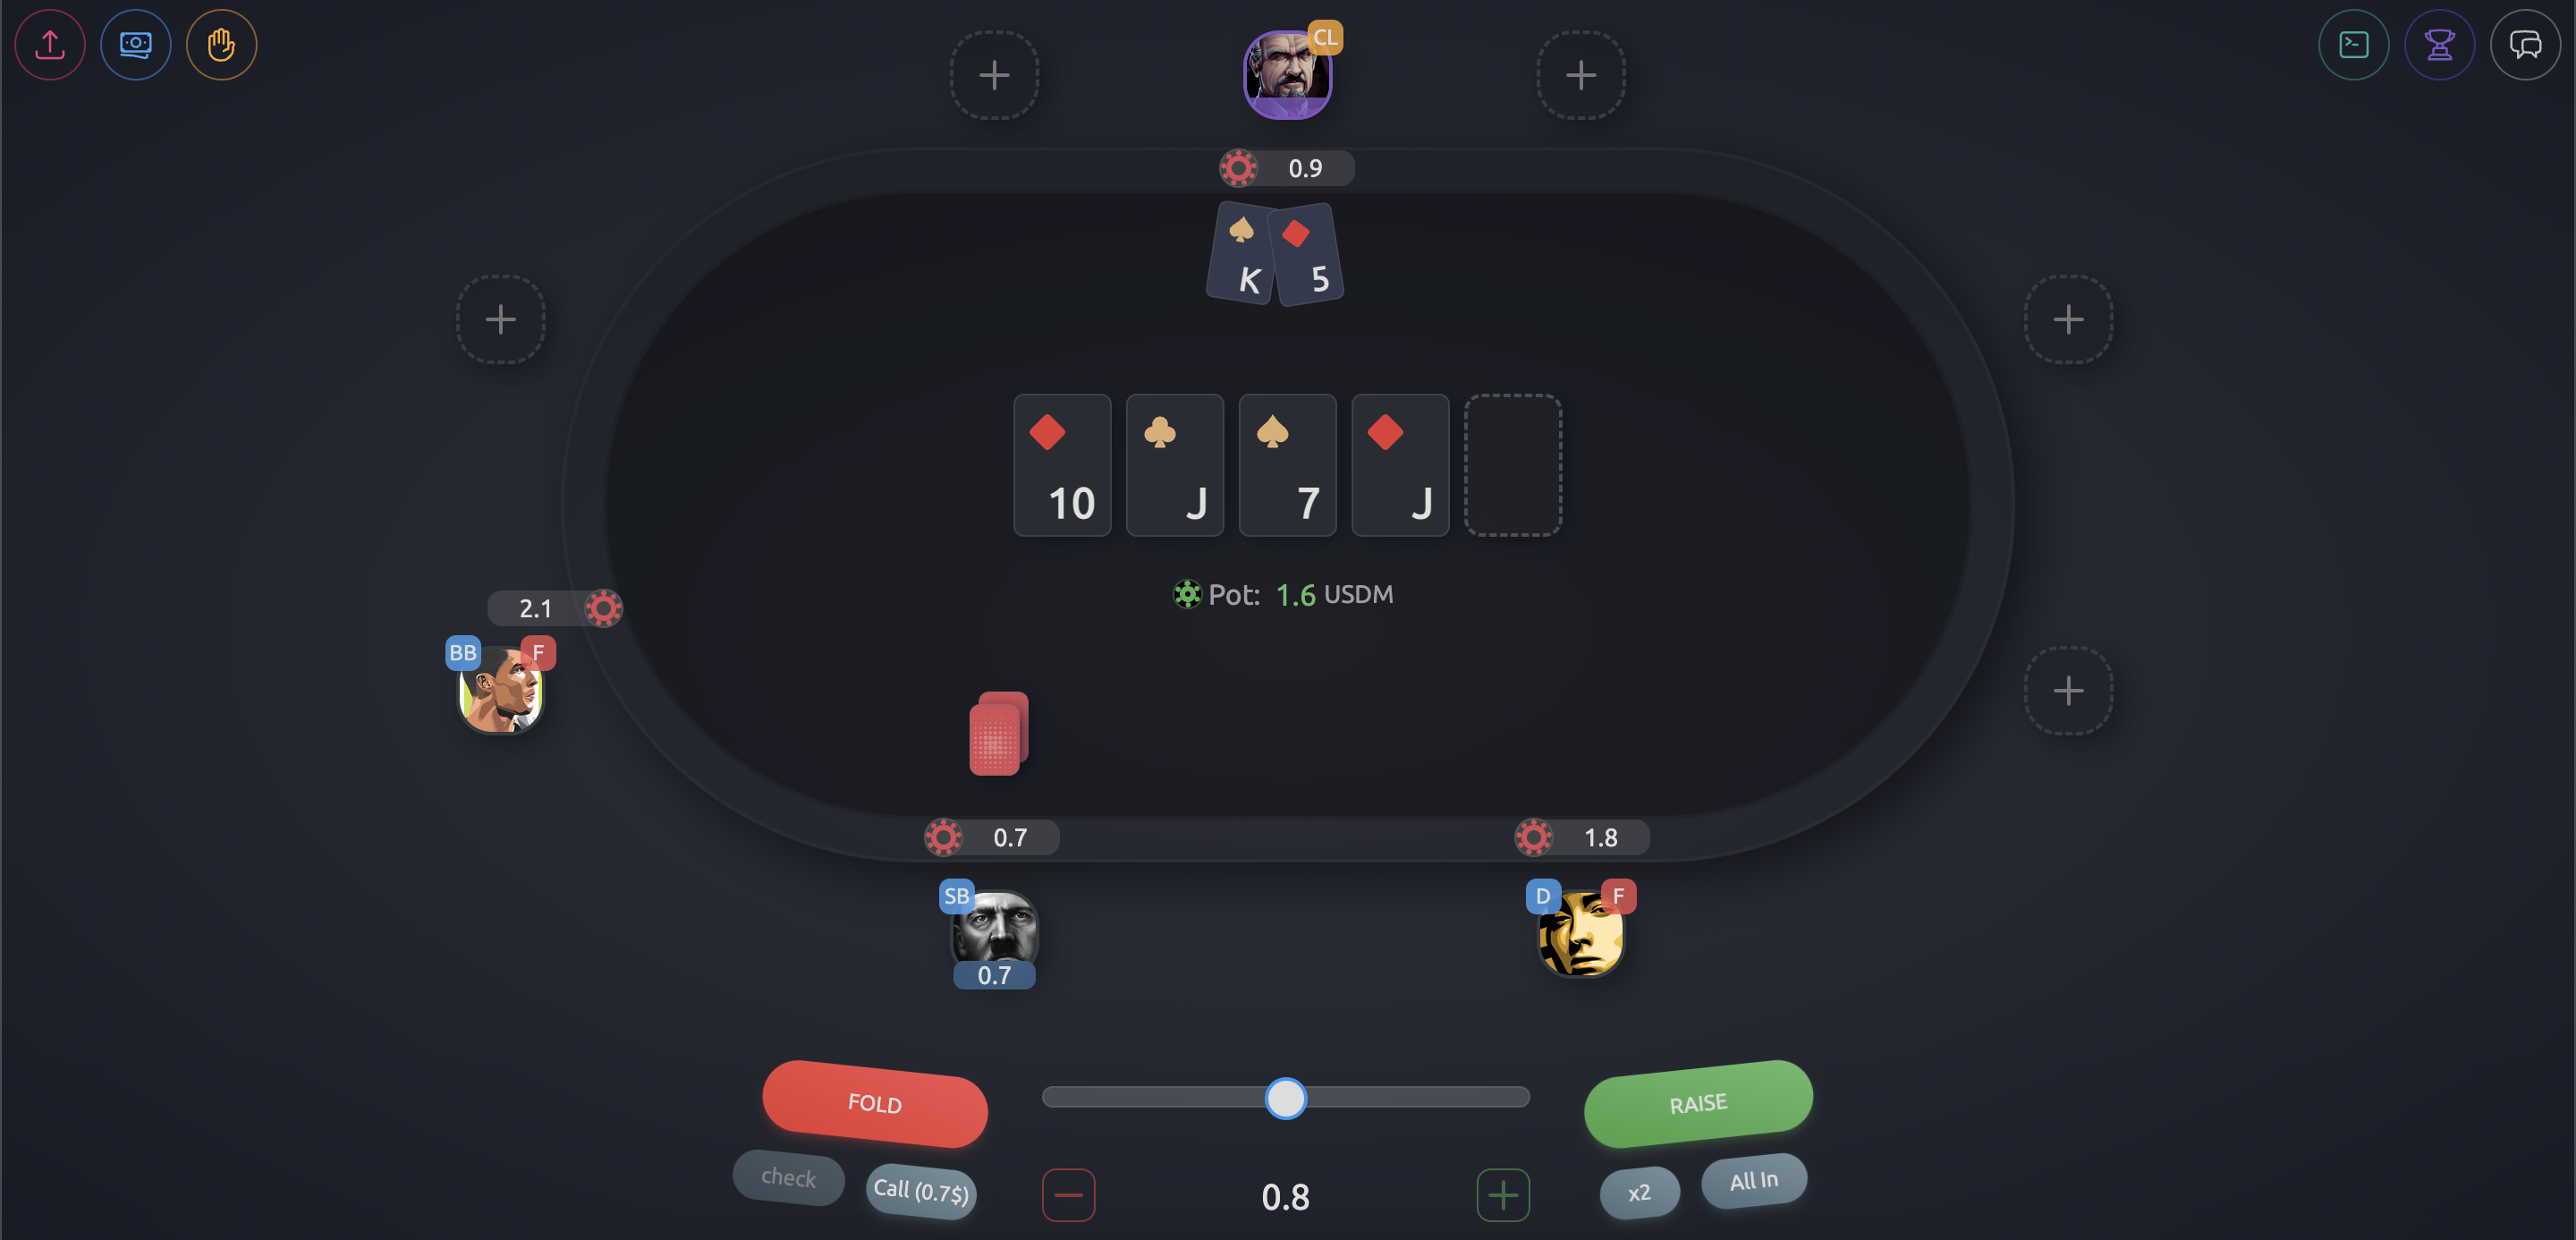 CL
0.9
K 5
10 J 7 J
Pot: 1.6 USDM
2.1
BB F
0.7 1.8
SB D F
0.7
FOLD RAISE
check Call (0.7$) 0.8 x2 All In